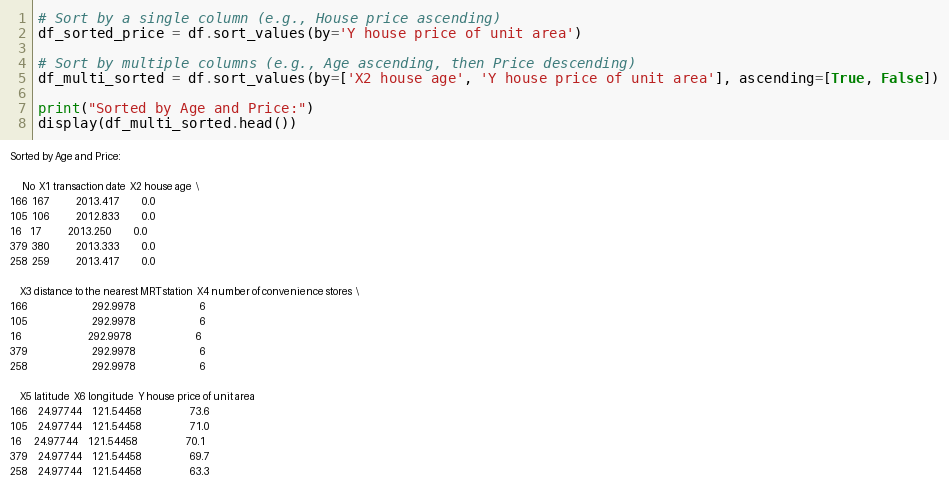 1 # Sort by a single column (e.g., House price ascending)
2 df_sorted_price = df.sort_values(by='Y house price of unit area')
3
4 # Sort by multiple columns (e.g., Age ascending, then Price descending)
5 df_multi_sorted = df.sort_values(by=['X2 house age', 'Y house price of unit area'], ascending=[True, False])
6
7 print("Sorted by Age and Price:")
8 display(df_multi_sorted.head())
Sorted by Age and Price:
No X1 transaction date X2 house age \
166 167 2013.417 0.0
105 106 2012.833 0.0
16 17 2013.250 0.0
379 380 2013.333 0.0
258 259 2013.417 0.0
X3 distance to the nearest MRT station X4 number of convenience stores \
166 292.9978 6
105 292.9978 6
16 292.9978 6
379 292.9978 6
258 292.9978 6
X5 latitude X6 longitude Y house price of unit area
166 24.97744 121.54458 73.6
105 24.97744 121.54458 71.0
16 24.97744 121.54458 70.1
379 24.97744 121.54458 69.7
258 24.97744 121.54458 63.3